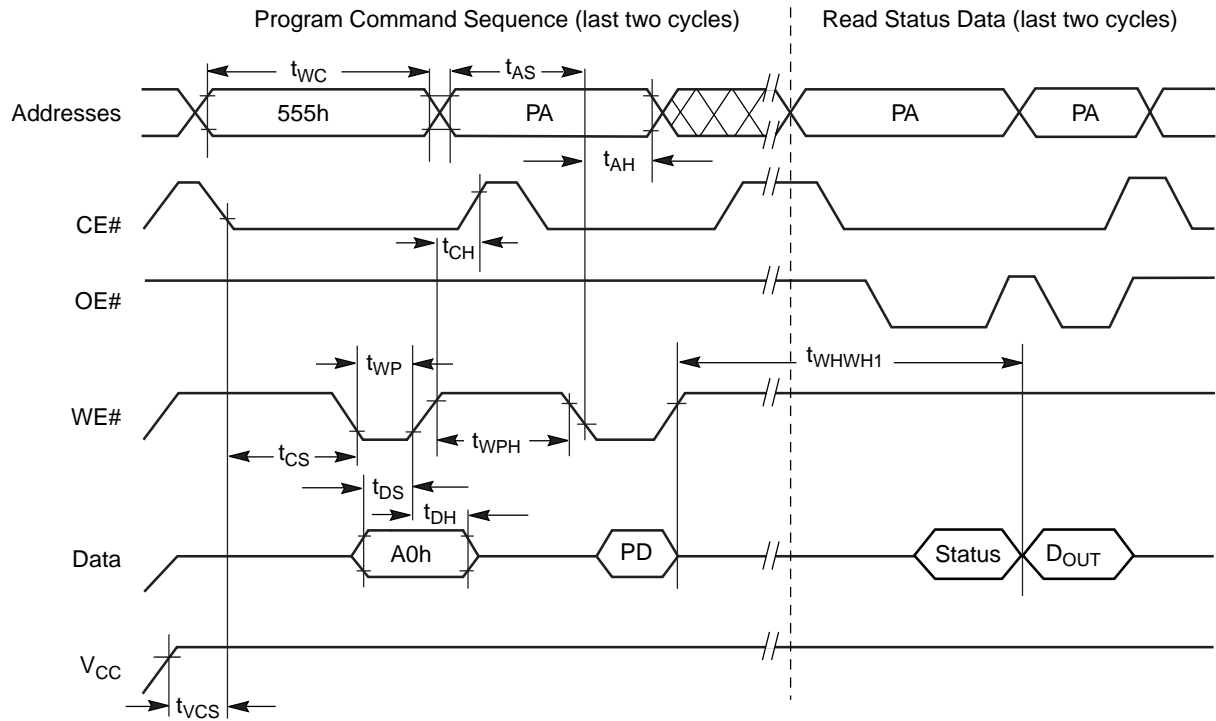 Program Command Sequence (last two cycles)
Read Status Data (last two cycles)
tWC
tAS
Addresses
555h
PA
PA
PA
tAH
CE#
tCH
OE#
tWP
tWHWH1
WE#
tCS
tWPH
tDS
tDH
Data
A0h
PD
Status
DOUT
VCC
tVCS